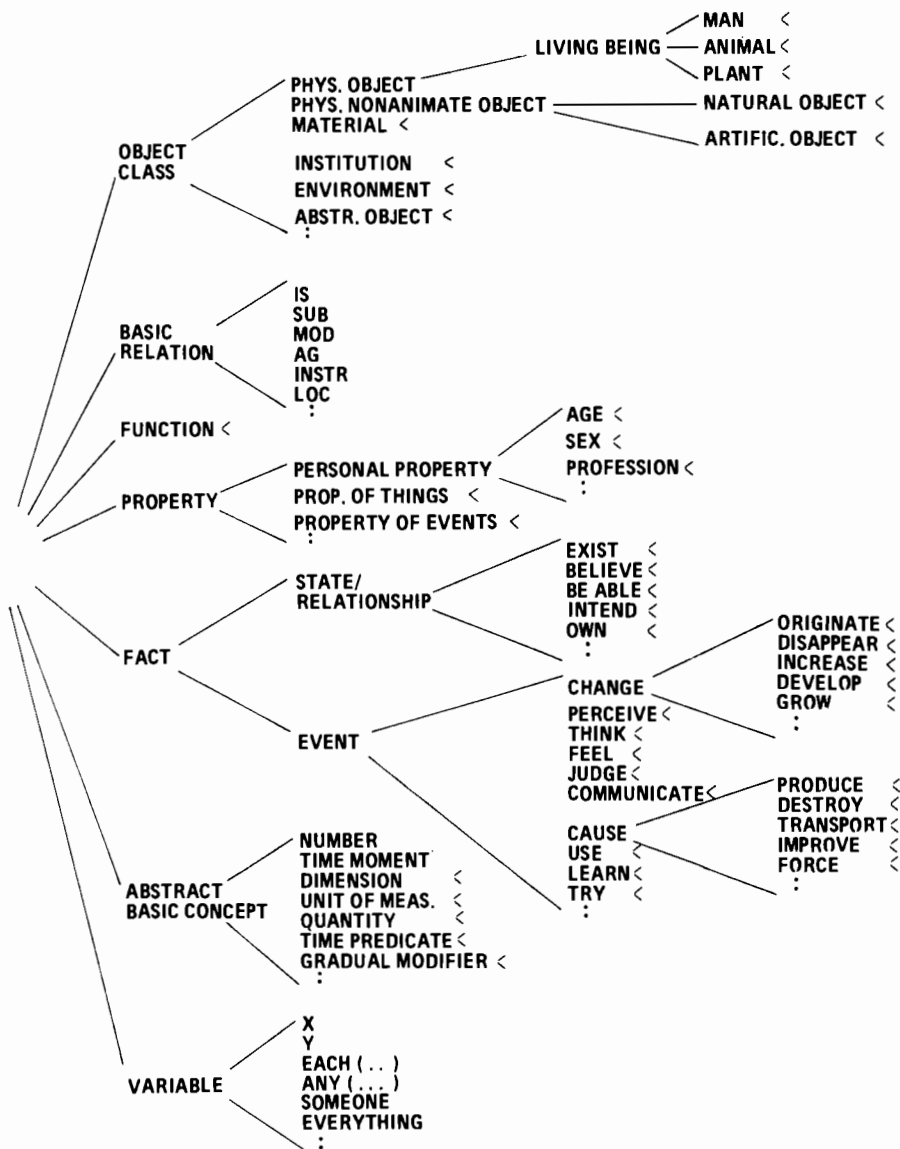 MAN <
LIVING BEING
ANIMAL <
PLANT <
PHYS. OBJECT
PHYS. NONANIMATE OBJECT
NATURAL OBJECT <
MATERIAL <
ARTIFIC. OBJECT <
OBJECT
CLASS
INSTITUTION <
ENVIRONMENT <
ABSTR. OBJECT <
:
BASIC
RELATION
IS
SUB
MOD
AG
INSTR
LOC
:
FUNCTION <
PROPERTY
PERSONAL PROPERTY
PROP. OF THINGS <
PROPERTY OF EVENTS <
:
AGE <
SEX <
PROFESSION <
:
FACT
STATE/
RELATIONSHIP
EXIST <
BELIEVE <
BE ABLE <
INTEND <
OWN <
:
EVENT
CHANGE
PERCEIVE <
THINK <
FEEL <
JUDGE <
COMMUNICATE <
CAUSE
USE <
LEARN <
TRY <
:
ORIGINATE <
DISAPPEAR <
INCREASE <
DEVELOP <
GROW <
:
PRODUCE <
DESTROY <
TRANSPORT <
IMPROVE <
FORCE <
:
ABSTRACT
BASIC CONCEPT
NUMBER
TIME MOMENT
DIMENSION <
UNIT OF MEAS. <
QUANTITY <
TIME PREDICATE <
GRADUAL MODIFIER <
:
VARIABLE
X
Y
EACH ( . . )
ANY ( . . . )
SOMEONE
EVERYTHING
: